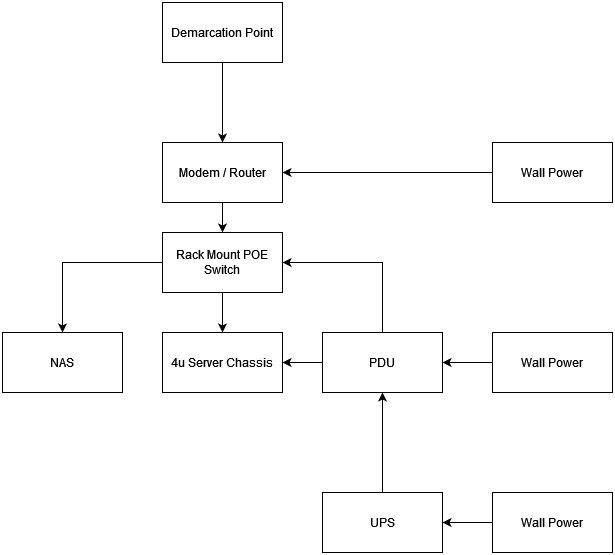 Demarcation Point
Modem / Router
Wall Power
Rack Mount POE
Switch
NAS
4u Server Chassis
PDU
Wall Power
UPS
Wall Power